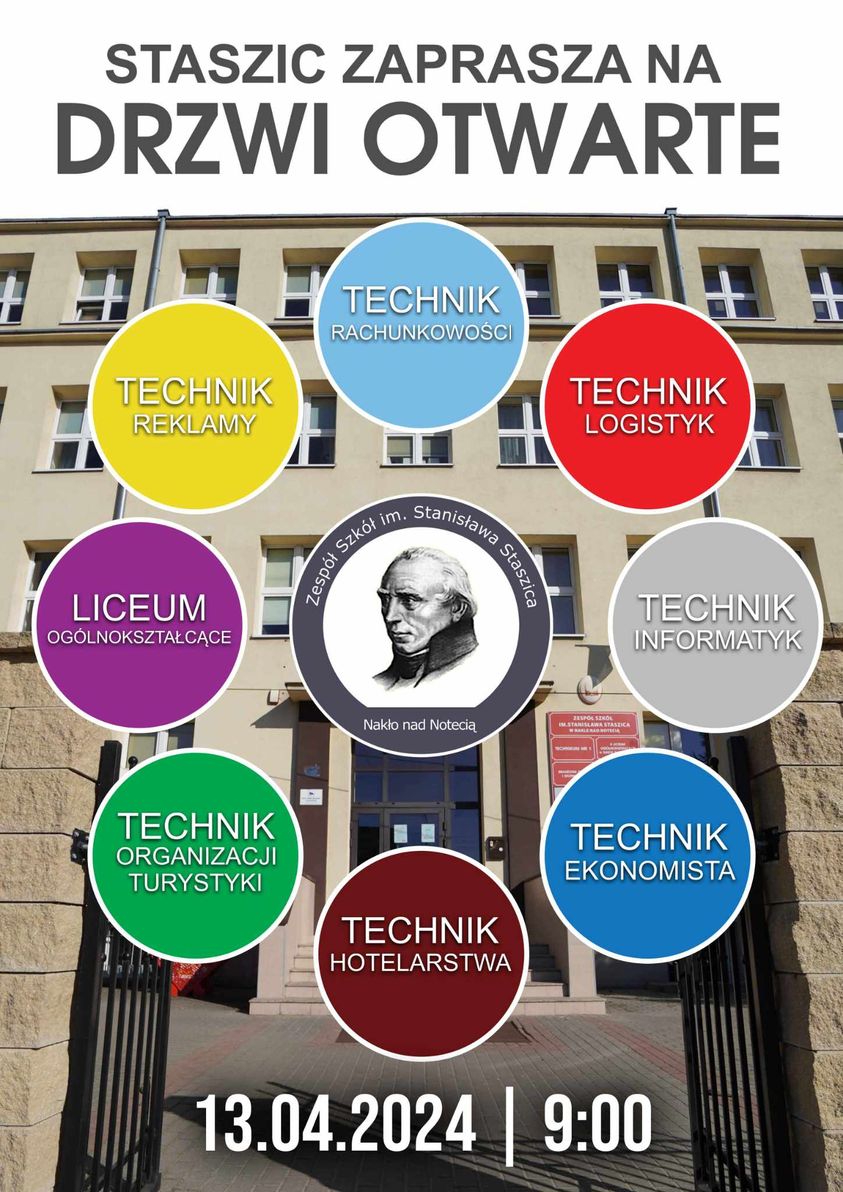 STASZIC ZAPRASZA NA
DRZWI OTWARTE
TECHNIK
RACHUNKOWOŚCI
TECHNIK
REKLAMY
TECHNIK
LOGISTYK
Zespół Szkół im. Stanisława Staszica
Nakło nad Notecią
LICEUM
OGÓLNOKSZTAŁCĄCE
TECHNIK
INFORMATYK
ZESPÓŁ SZKÓŁ
IM. STANISŁAWA STASZICA
W NAKLE NAD NOTECIĄ
TECHNIKUM NR 1
TECHNIK
ORGANIZACJI
TURYSTYKI
TECHNIK
EKONOMISTA
TECHNIK
HOTELARSTWA
13.04.2024 | 9:00